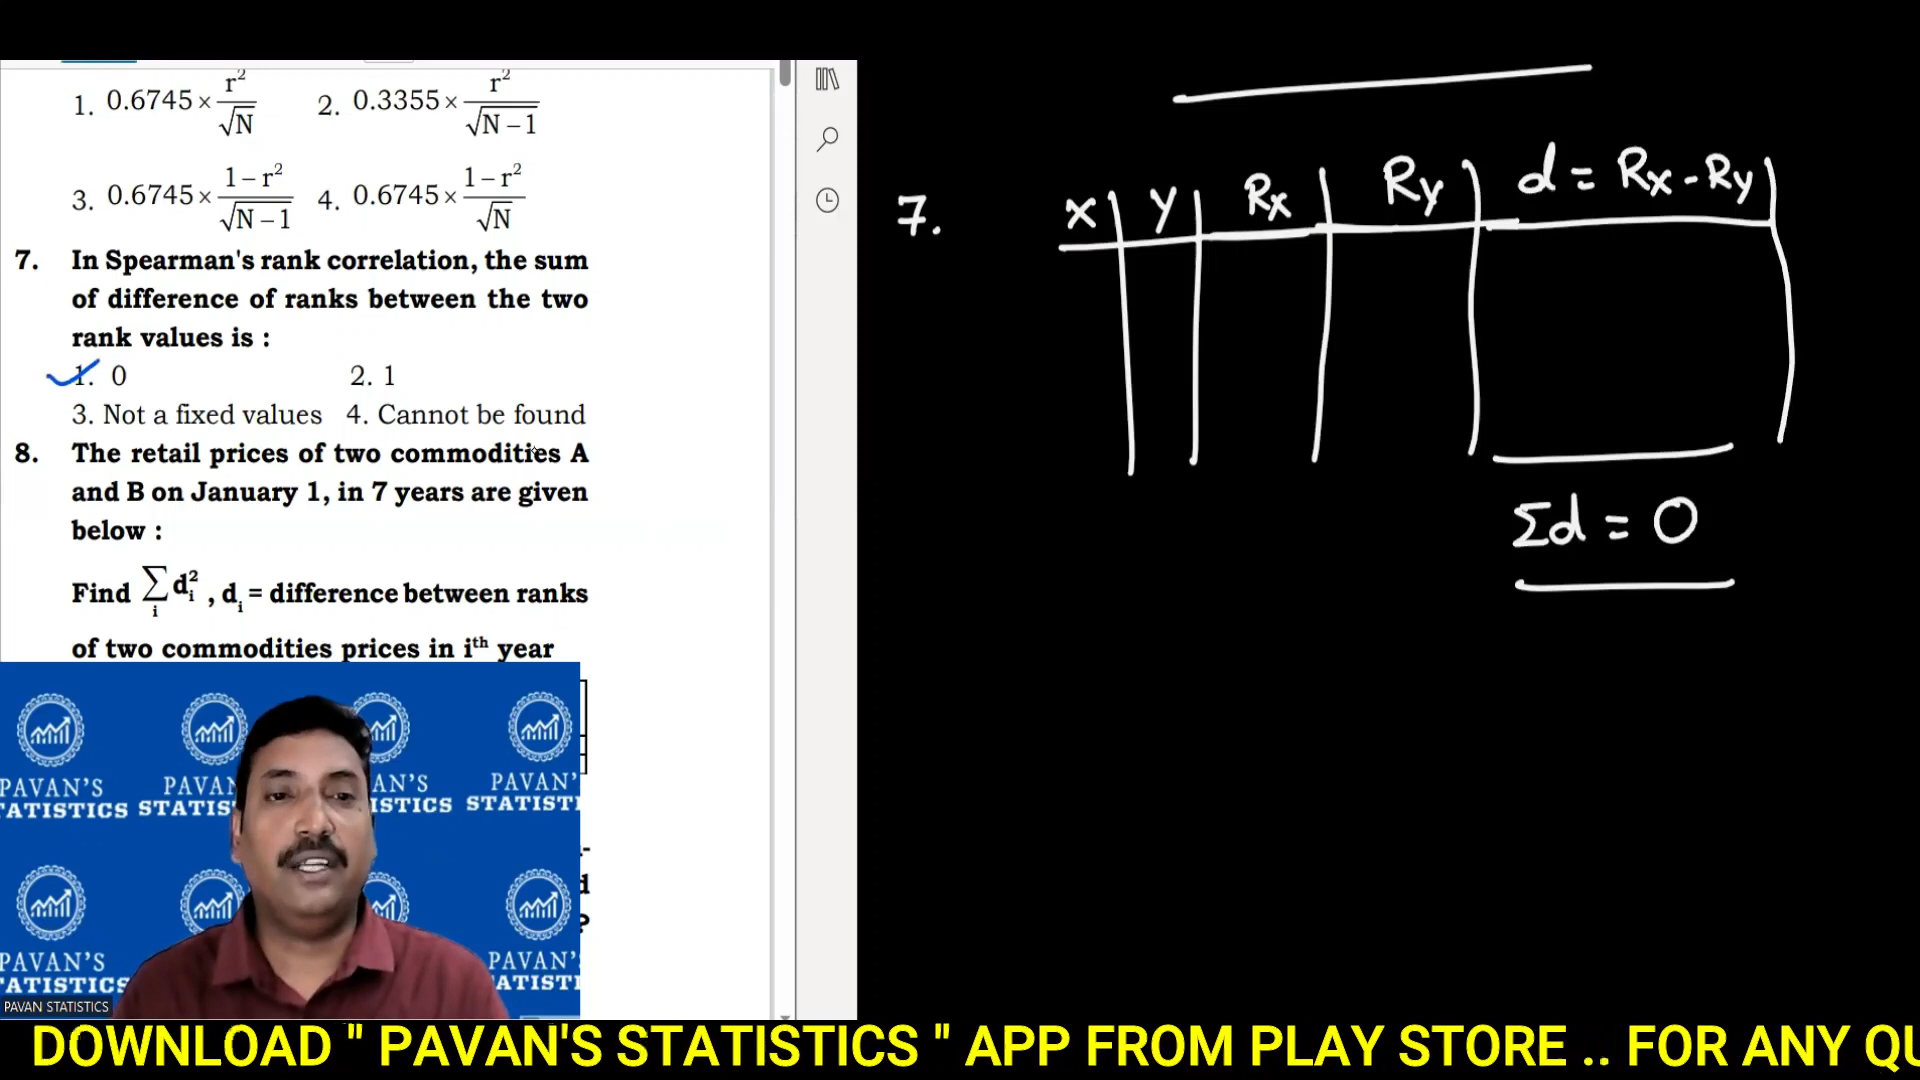 1. 0.6745 × r²/√N 2. 0.3355 × r²/√N – 1
3. 0.6745 × 1 – r²/√N – 1 4. 0.6745 × 1 – r²/√N
7. In Spearman's rank correlation, the sum
of difference of ranks between the two
rank values is :
1. 0 2. 1
3. Not a fixed values 4. Cannot be found
8. The retail prices of two commodities A
and B on January 1, in 7 years are given
below :
Find ∑ᵢ dᵢ² , dᵢ = difference between ranks
of two commodities prices in iᵗʰ year
7. x y Rx Ry d = Rx - Ry
Σd = 0
PAVAN'S
STATISTICS
PAVAN STATISTICS
DOWNLOAD " PAVAN'S STATISTICS " APP FROM PLAY STORE .. FOR ANY QU